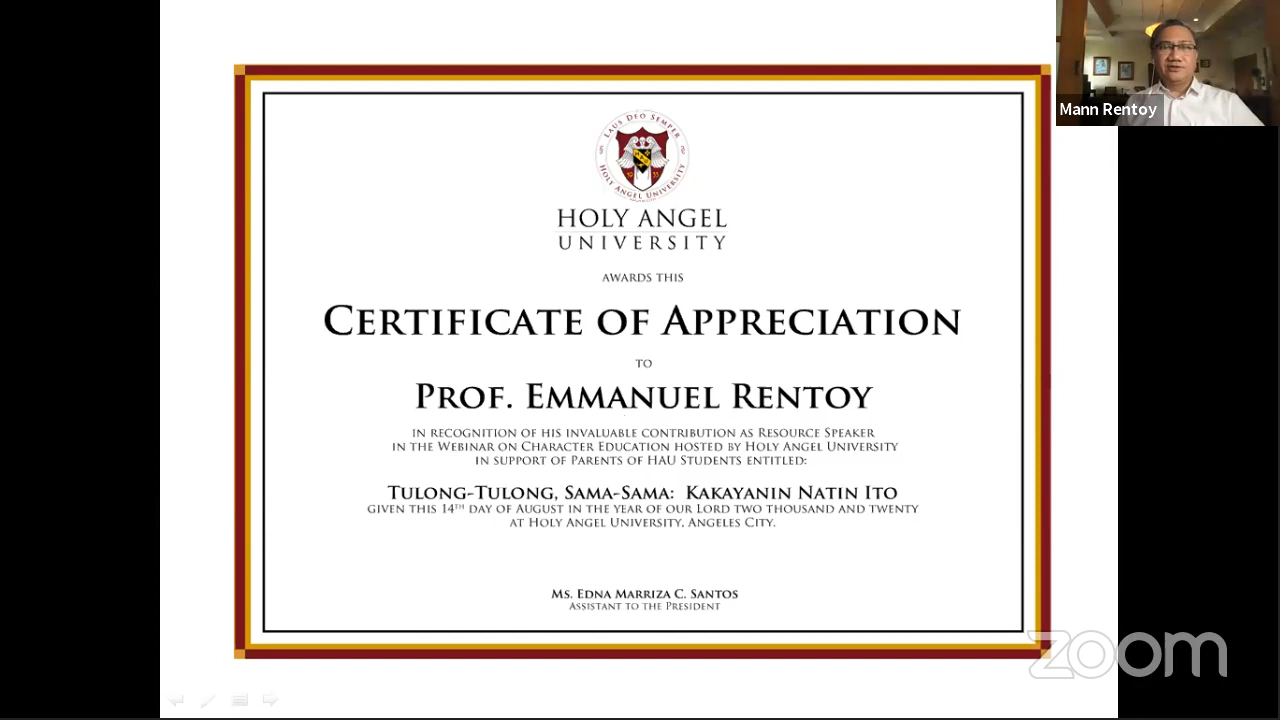 Mann Rentoy
LAUS DEO SEMPER
HOLY ANGEL UNIVERSITY
19 33
HOLY ANGEL
UNIVERSITY
AWARDS THIS
CERTIFICATE OF APPRECIATION
TO
PROF. EMMANUEL RENTOY
IN RECOGNITION OF HIS INVALUABLE CONTRIBUTION AS RESOURCE SPEAKER
IN THE WEBINAR ON CHARACTER EDUCATION HOSTED BY HOLY ANGEL UNIVERSITY
IN SUPPORT OF PARENTS OF HAU STUDENTS ENTITLED:
TULONG-TULONG, SAMA-SAMA: KAKAYANIN NATIN ITO
GIVEN THIS 14TH DAY OF AUGUST IN THE YEAR OF OUR LORD TWO THOUSAND AND TWENTY
AT HOLY ANGEL UNIVERSITY, ANGELES CITY.
MS. EDNA MARRIZA C. SANTOS
ASSISTANT TO THE PRESIDENT
zoom